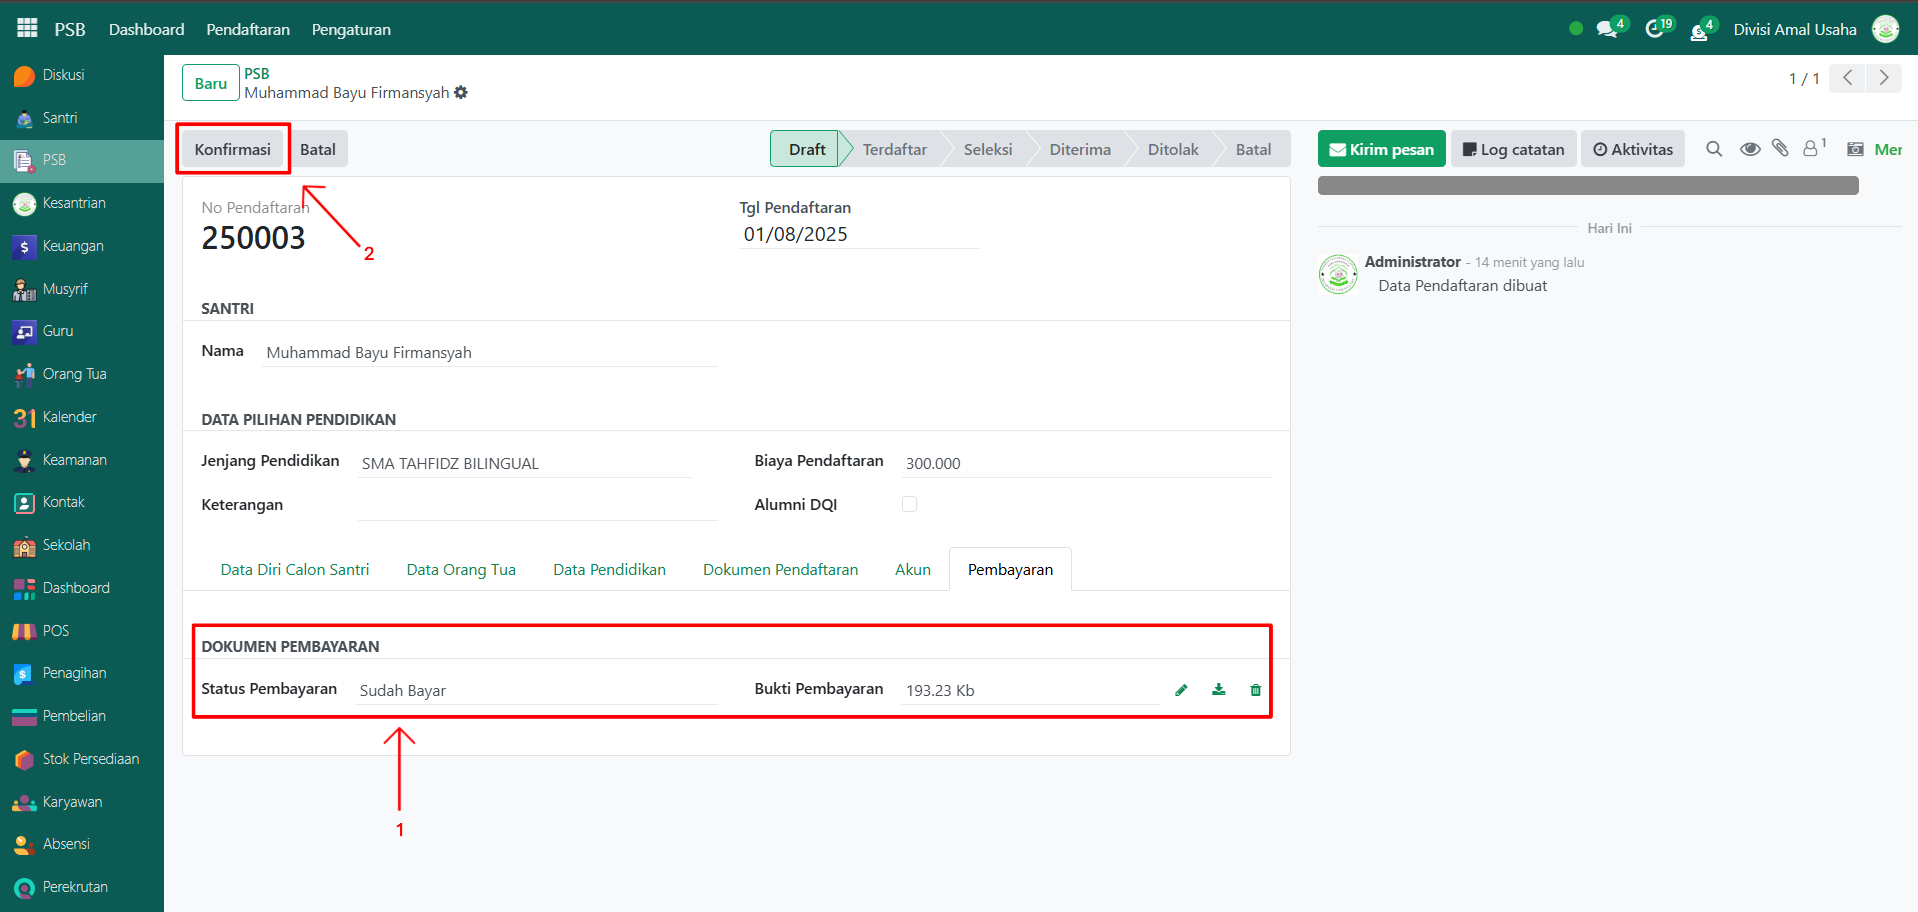 PSB Dashboard Pendaftaran Pengaturan 4 19 4 Divisi Amal Usaha
Diskusi
Santri
PSB
Kesantrian
Keuangan
Musyrif
Guru
Orang Tua
31 Kalender
Keamanan
Kontak
Sekolah
Dashboard
POS
Penagihan
Pembelian
Stok Persediaan
Karyawan
Absensi
Perekrutan
Baru
PSB
Muhammad Bayu Firmansyah
1 / 1
Konfirmasi Batal Draft Terdaftar Seleksi Diterima Ditolak Batal
Kirim pesan Log catatan Aktivitas 1 Mer
No Pendaftaran
250003
Tgl Pendaftaran
01/08/2025
2
SANTRI
Nama Muhammad Bayu Firmansyah
DATA PILIHAN PENDIDIKAN
Jenjang Pendidikan SMA TAHFIDZ BILINGUAL Biaya Pendaftaran 300.000
Keterangan Alumni DQI
Data Diri Calon Santri Data Orang Tua Data Pendidikan Dokumen Pendaftaran Akun Pembayaran
DOKUMEN PEMBAYARAN
Status Pembayaran Sudah Bayar Bukti Pembayaran 193.23 Kb
1
Hari Ini
Administrator - 14 menit yang lalu
Data Pendaftaran dibuat